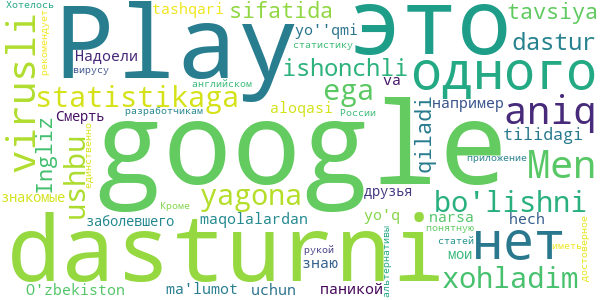 Хотелось
tashqari
sifatida
это
tavsiya
рекомендует
Play
yo''qmi
статистику
dastur
Надоели
вирусу
ishonchli
одного
virusli
английском
va
statistikaga
ega
например
aniq
разработчикам
aloqasi
Смерть
России
qiladi
tilidagi
Ingliz
единственно
google
приложение
Men
ushbu
знакомые
yagona
друзья
bo'lishni
Кроме
заболевшего
maqolalardan
yo'q
narsa
hech
достоверное
dasturni
понятную
нет
альтернативы
статей
мои
иметь
рукой
знаю
xohladim
O'zbekiston
ma'lumot
uchun
паникой